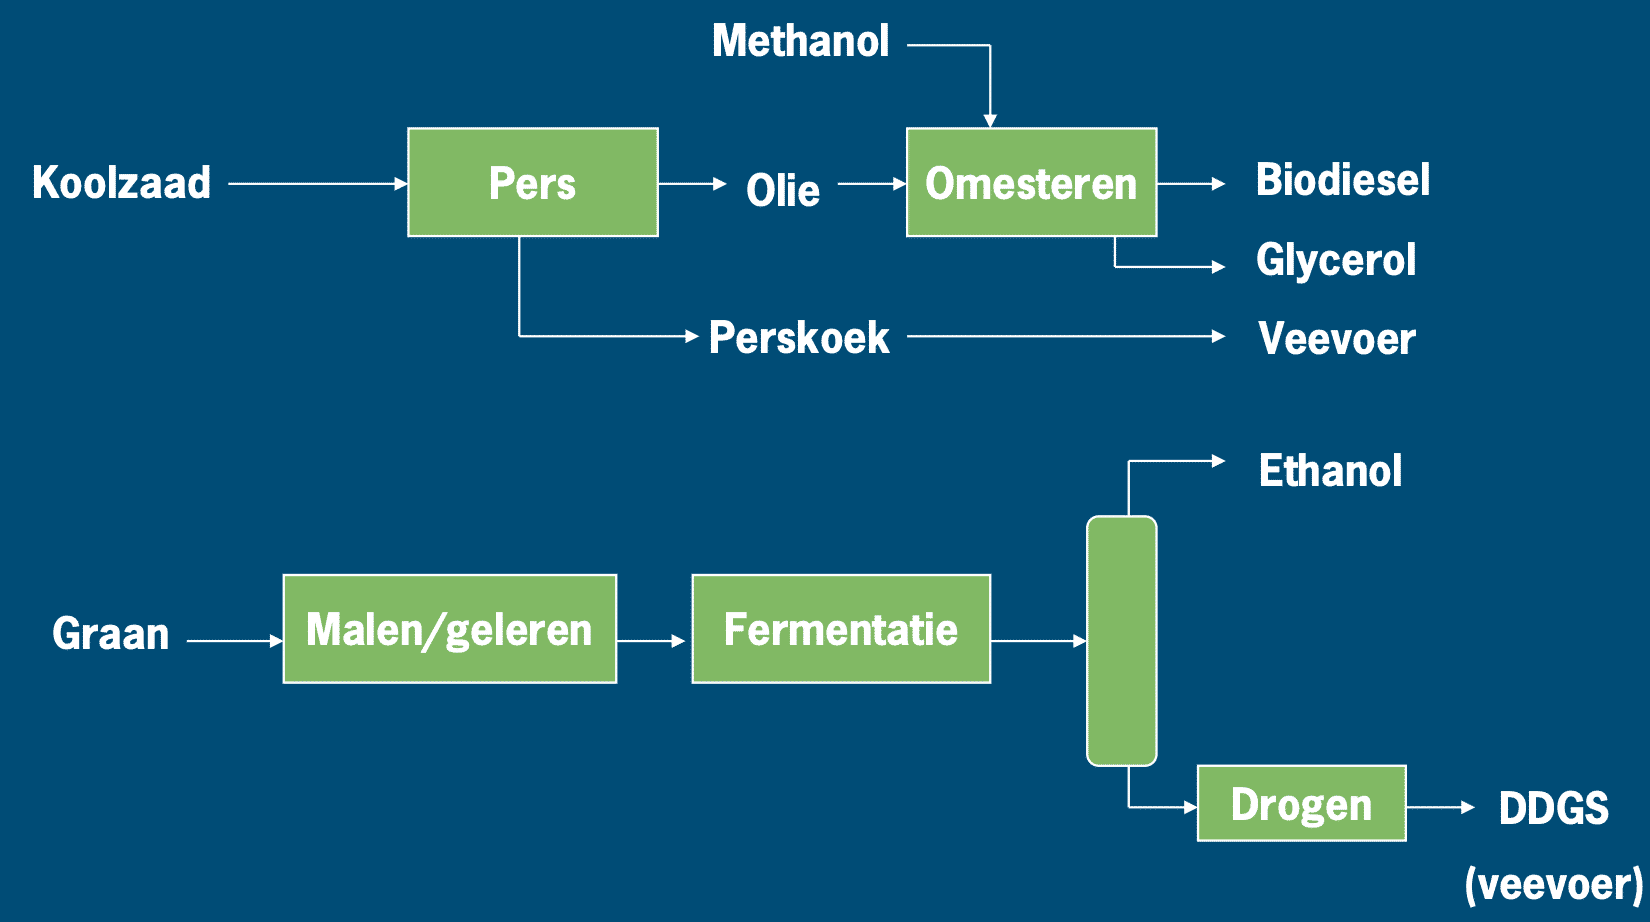 Methanol
Koolzaad
Pers
Olie
Omesteren
Biodiesel
Glycerol
Perskoek
Veevoer
Ethanol
Graan
Malen/geleren
Fermentatie
Drogen
DDGS
(veevoer)